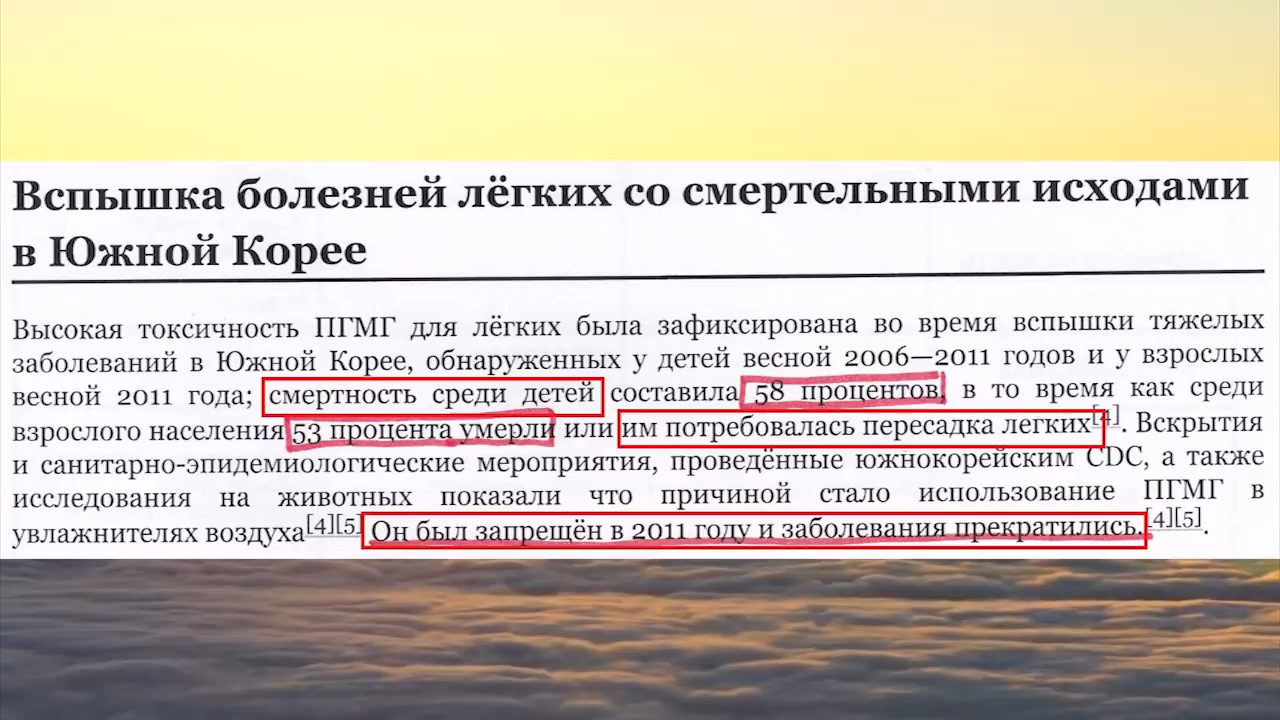 Вспышка болезней лёгких со смертельными исходами
в Южной Корее
Высокая токсичность ПГМГ для лёгких была зафиксирована во время вспышки тяжелых
заболеваний в Южной Корее, обнаруженных у детей весной 2006—2011 годов и у взрослых
весной 2011 года; смертность среди детей составила 58 процентов, в то время как среди
взрослого населения 53 процента умерли или им потребовалась пересадка легких[4]. Вскрытия
и санитарно-эпидемиологические мероприятия, проведённые южнокорейским CDC, а также
исследования на животных показали что причиной стало использование ПГМГ в
увлажнителях воздуха[4][5] Он был запрещён в 2011 году и заболевания прекратились.[4][5].